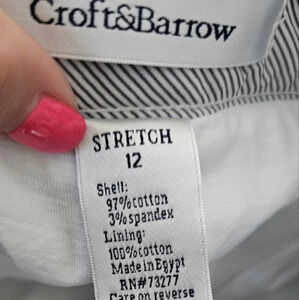 Croft&Barrow
STRETCH
12
Shell:
97%cotton
3%spandex
Lining:
100%cotton
Made in Egypt
RN#73277
Care on reverse